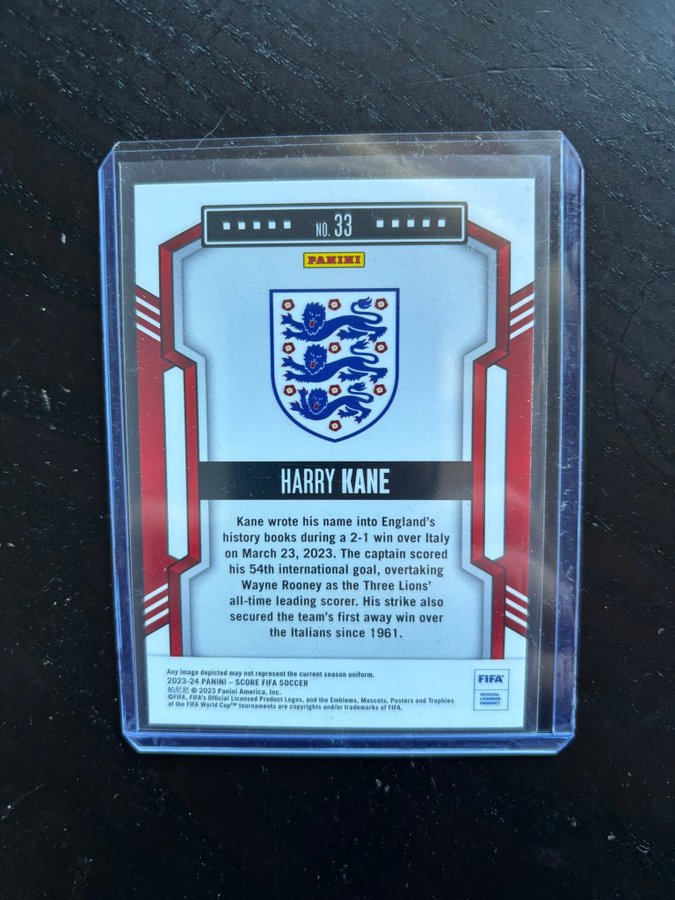 NO. 33
PANINI
HARRY KANE
Kane wrote his name into England's
history books during a 2-1 win over Italy
on March 23, 2023. The captain scored
his 54th international goal, overtaking
Wayne Rooney as the Three Lions'
all-time leading scorer. His strike also
secured the team's first away win over
the Italians since 1961.
Any image depicted may not represent the current season uniform.
2023-24 PANINI – SCORE FIFA SOCCER
帕尼尼 © 2023 Panini America, Inc.
©FIFA, FIFA's Official Licensed Product Logos, and the Emblems, Mascots, Posters and Trophies
of the FIFA World Cup™ tournaments are copyrights and/or trademarks of FIFA.
FIFA
OFFICIAL
LICENSED
PRODUCT